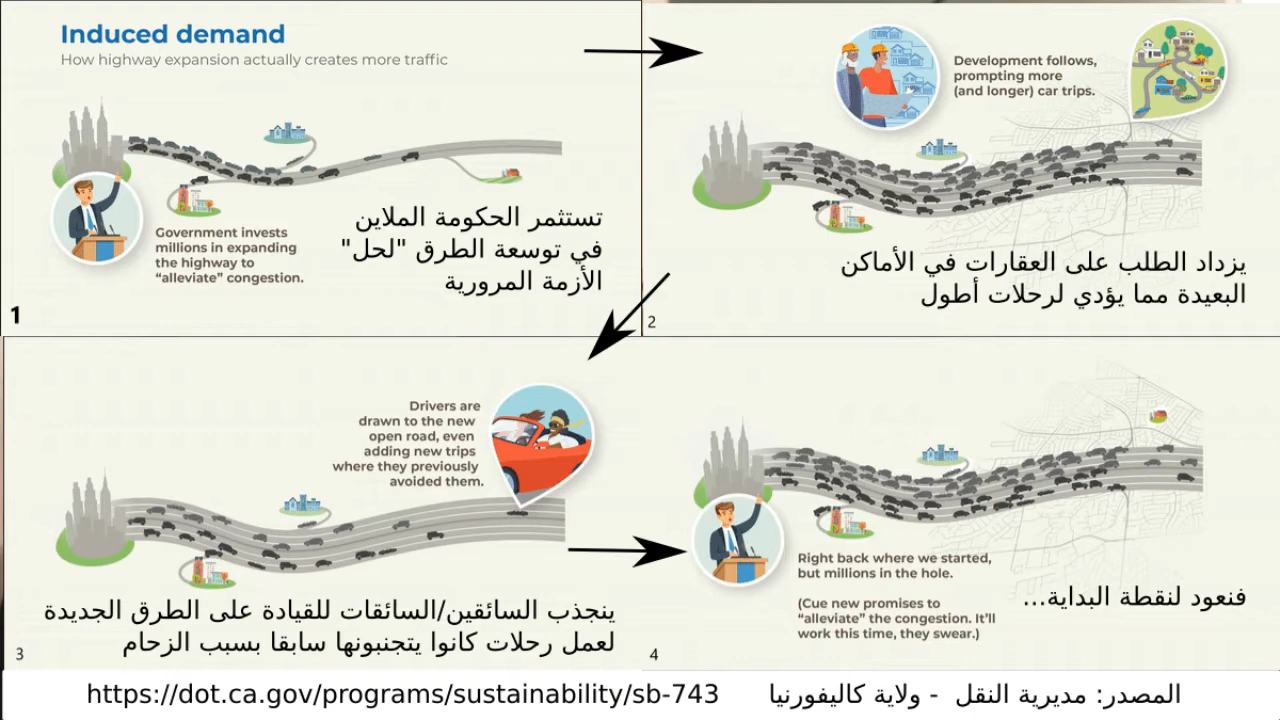 Induced demand
How highway expansion actually creates more traffic
Government invests
millions in expanding
the highway to
“alleviate” congestion.
تستثمر الحكومة الملاين
في توسعة الطرق "لحل"
الأزمة المرورية
1
Development follows,
prompting more
(and longer) car trips.
يزداد الطلب على العقارات في الأماكن
البعيدة مما يؤدي لرحلات أطول
2
Drivers are
drawn to the new
open road, even
adding new trips
where they previously
avoided them.
ينجذب السائقين/السائقات للقيادة على الطرق الجديدة
لعمل رحلات كانوا يتجنبونها سابقا بسبب الزحام
3
Right back where we started,
but millions in the hole.
(Cue new promises to
“alleviate” the congestion. It’ll
work this time, they swear.)
فنعود لنقطة البداية...
4
المصدر: مديرية النقل - ولاية كاليفورنيا https://dot.ca.gov/programs/sustainability/sb-743